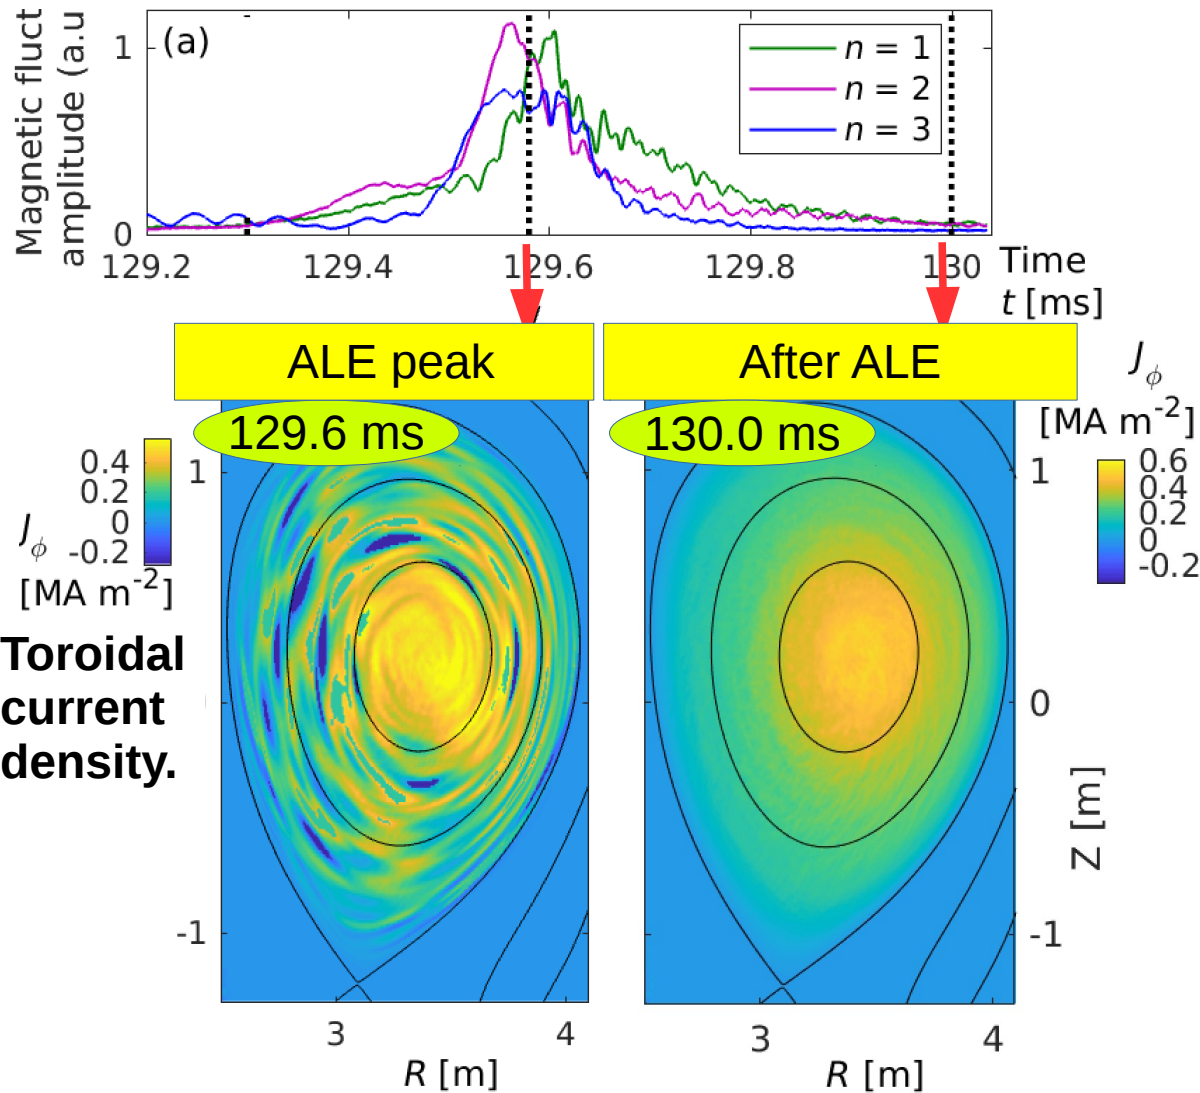 Magnetic fluct
amplitude (a.u
(a)
1
0
n = 1
n = 2
n = 3
129.2
129.4
129.6
129.8
130
Time
t [ms]
ALE peak
After ALE
129.6 ms
130.0 ms
0.4
0.2
0
-0.2
Jϕ
[MA m-2]
Toroidal
current
density.
1
-1
3
4
R [m]
Jϕ
[MA m-2]
0.6
0.4
0.2
0
-0.2
1
0
-1
Z [m]
3
4
R [m]